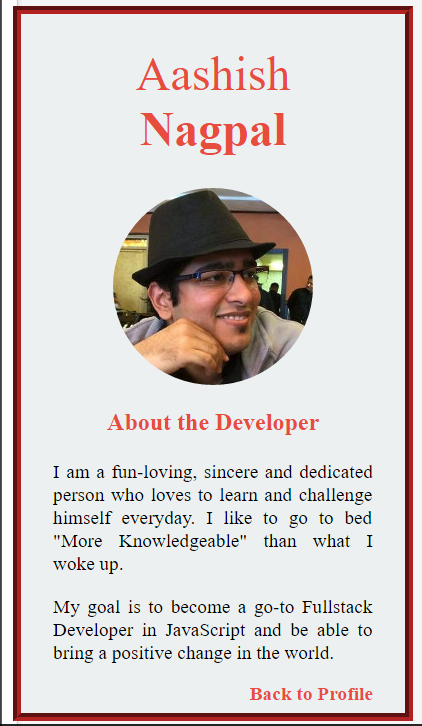 Aashish
Nagpal
About the Developer
I am a fun-loving, sincere and dedicated
person who loves to learn and challenge
himself everyday. I like to go to bed
"More Knowledgeable" than what I
woke up.
My goal is to become a go-to Fullstack
Developer in JavaScript and be able to
bring a positive change in the world.
Back to Profile